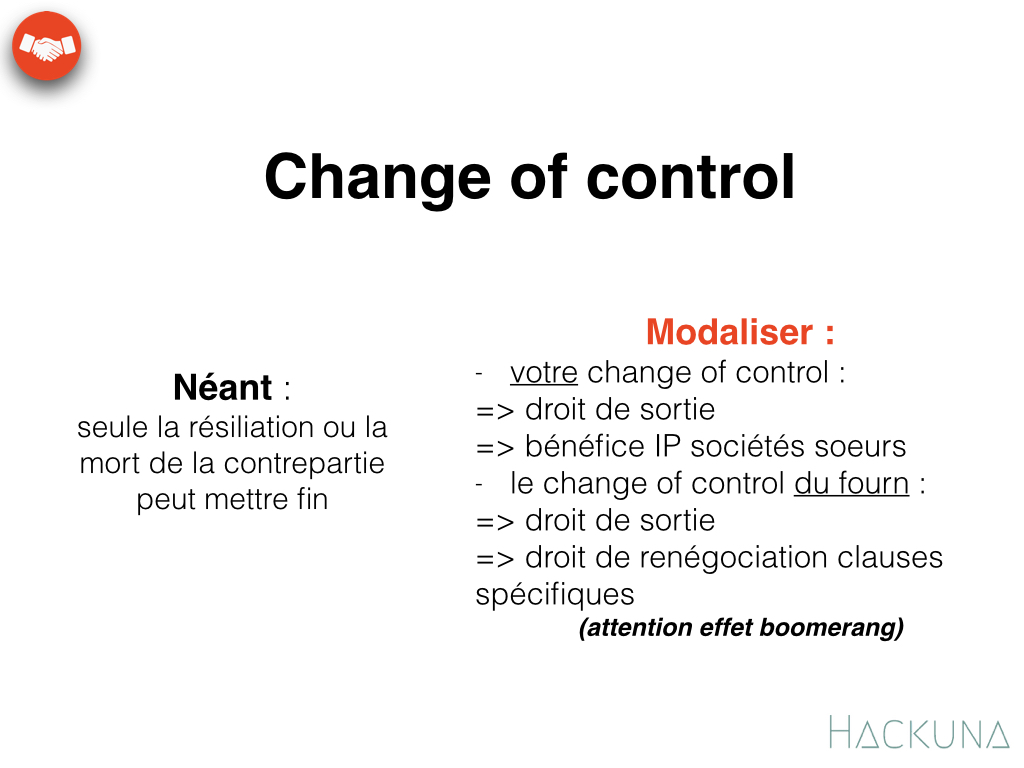 Change of control
Néant :
seule la résiliation ou la
mort de la contrepartie
peut mettre fin
Modaliser :
- votre change of control :
=> droit de sortie
=> bénéfice IP sociétés soeurs
- le change of control du fourn :
=> droit de sortie
=> droit de renégociation clauses
spécifiques
(attention effet boomerang)
HACKUNA